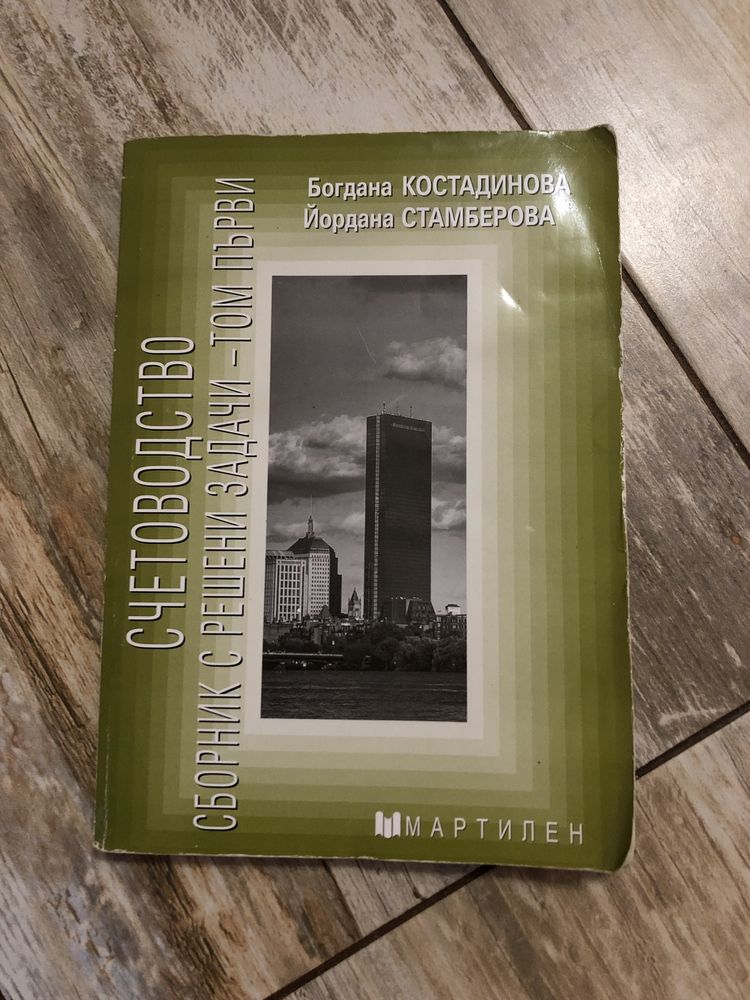 Богдана КОСТАДИНОВА
Йордана СТАМБЕРОВА
СЧЕТОВОДСТВО
СБОРНИК С РЕШЕНИ ЗАДАЧИ – ТОМ ПЪРВИ
МАРТИЛЕН